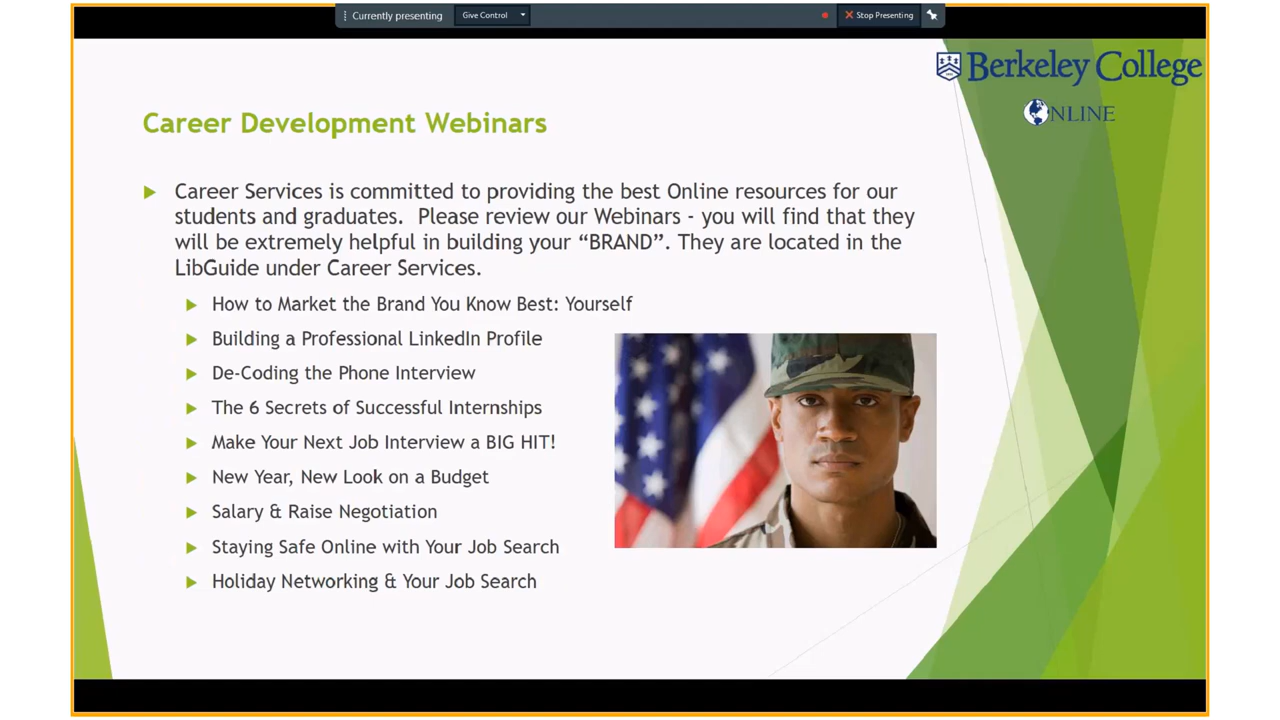 Currently presenting
Give Control
Stop Presenting
Berkeley College
ONLINE
Career Development Webinars
Career Services is committed to providing the best Online resources for our
students and graduates.  Please review our Webinars - you will find that they
will be extremely helpful in building your “BRAND”. They are located in the
LibGuide under Career Services.
How to Market the Brand You Know Best: Yourself
Building a Professional LinkedIn Profile
De-Coding the Phone Interview
The 6 Secrets of Successful Internships
Make Your Next Job Interview a BIG HIT!
New Year, New Look on a Budget
Salary & Raise Negotiation
Staying Safe Online with Your Job Search
Holiday Networking & Your Job Search